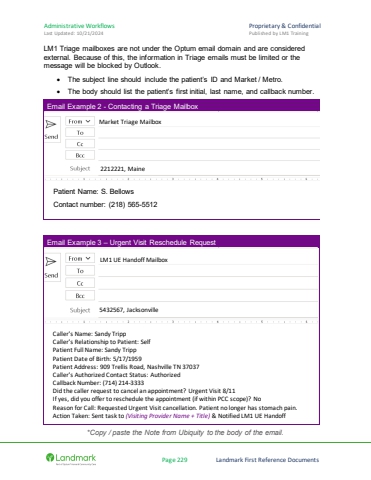 Administrative Workflows
Proprietary & Confidential
Last Updated: 10/21/2024
Published by LM1 Training
LM1 Triage mailboxes are not under the Optum email domain and are considered
external. Because of this, the information in Triage emails must be limited or the
message will be blocked by Outlook.
• The subject line should include the patient's ID and Market / Metro.
• The body should list the patient's first initial, last name, and callback number.
Email Example 2 - Contacting a Triage Mailbox
From Market Triage Mailbox
To
Send
Cc
Bcc
Subject 2212221, Maine
Patient Name: S. Bellows
Contact number: (218) 565-5512
Email Example 3 – Urgent Visit Reschedule Request
From LM1 UE Handoff Mailbox
To
Send
Cc
Bcc
Subject 5432567, Jacksonville
Caller's Name: Sandy Tripp
Caller's Relationship to Patient: Self
Patient Full Name: Sandy Tripp
Patient Date of Birth: 5/17/1959
Patient Address: 909 Trellis Road, Nashville TN 37037
Caller's Authorized Contact Status: Authorized
Callback Number: (714) 214-3333
Did the caller request to cancel an appointment? Urgent Visit 8/11
If yes, did you offer to reschedule the appointment (if within PCC scope)? No
Reason for Call: Requested Urgent Visit cancellation. Patient no longer has stomach pain.
Action Taken: Sent task to (Visiting Provider Name + Title) & Notified LM1 UE Handoff
*Copy / paste the Note from Ubiquity to the body of the email.
Landmark
Page 229
Landmark First Reference Documents